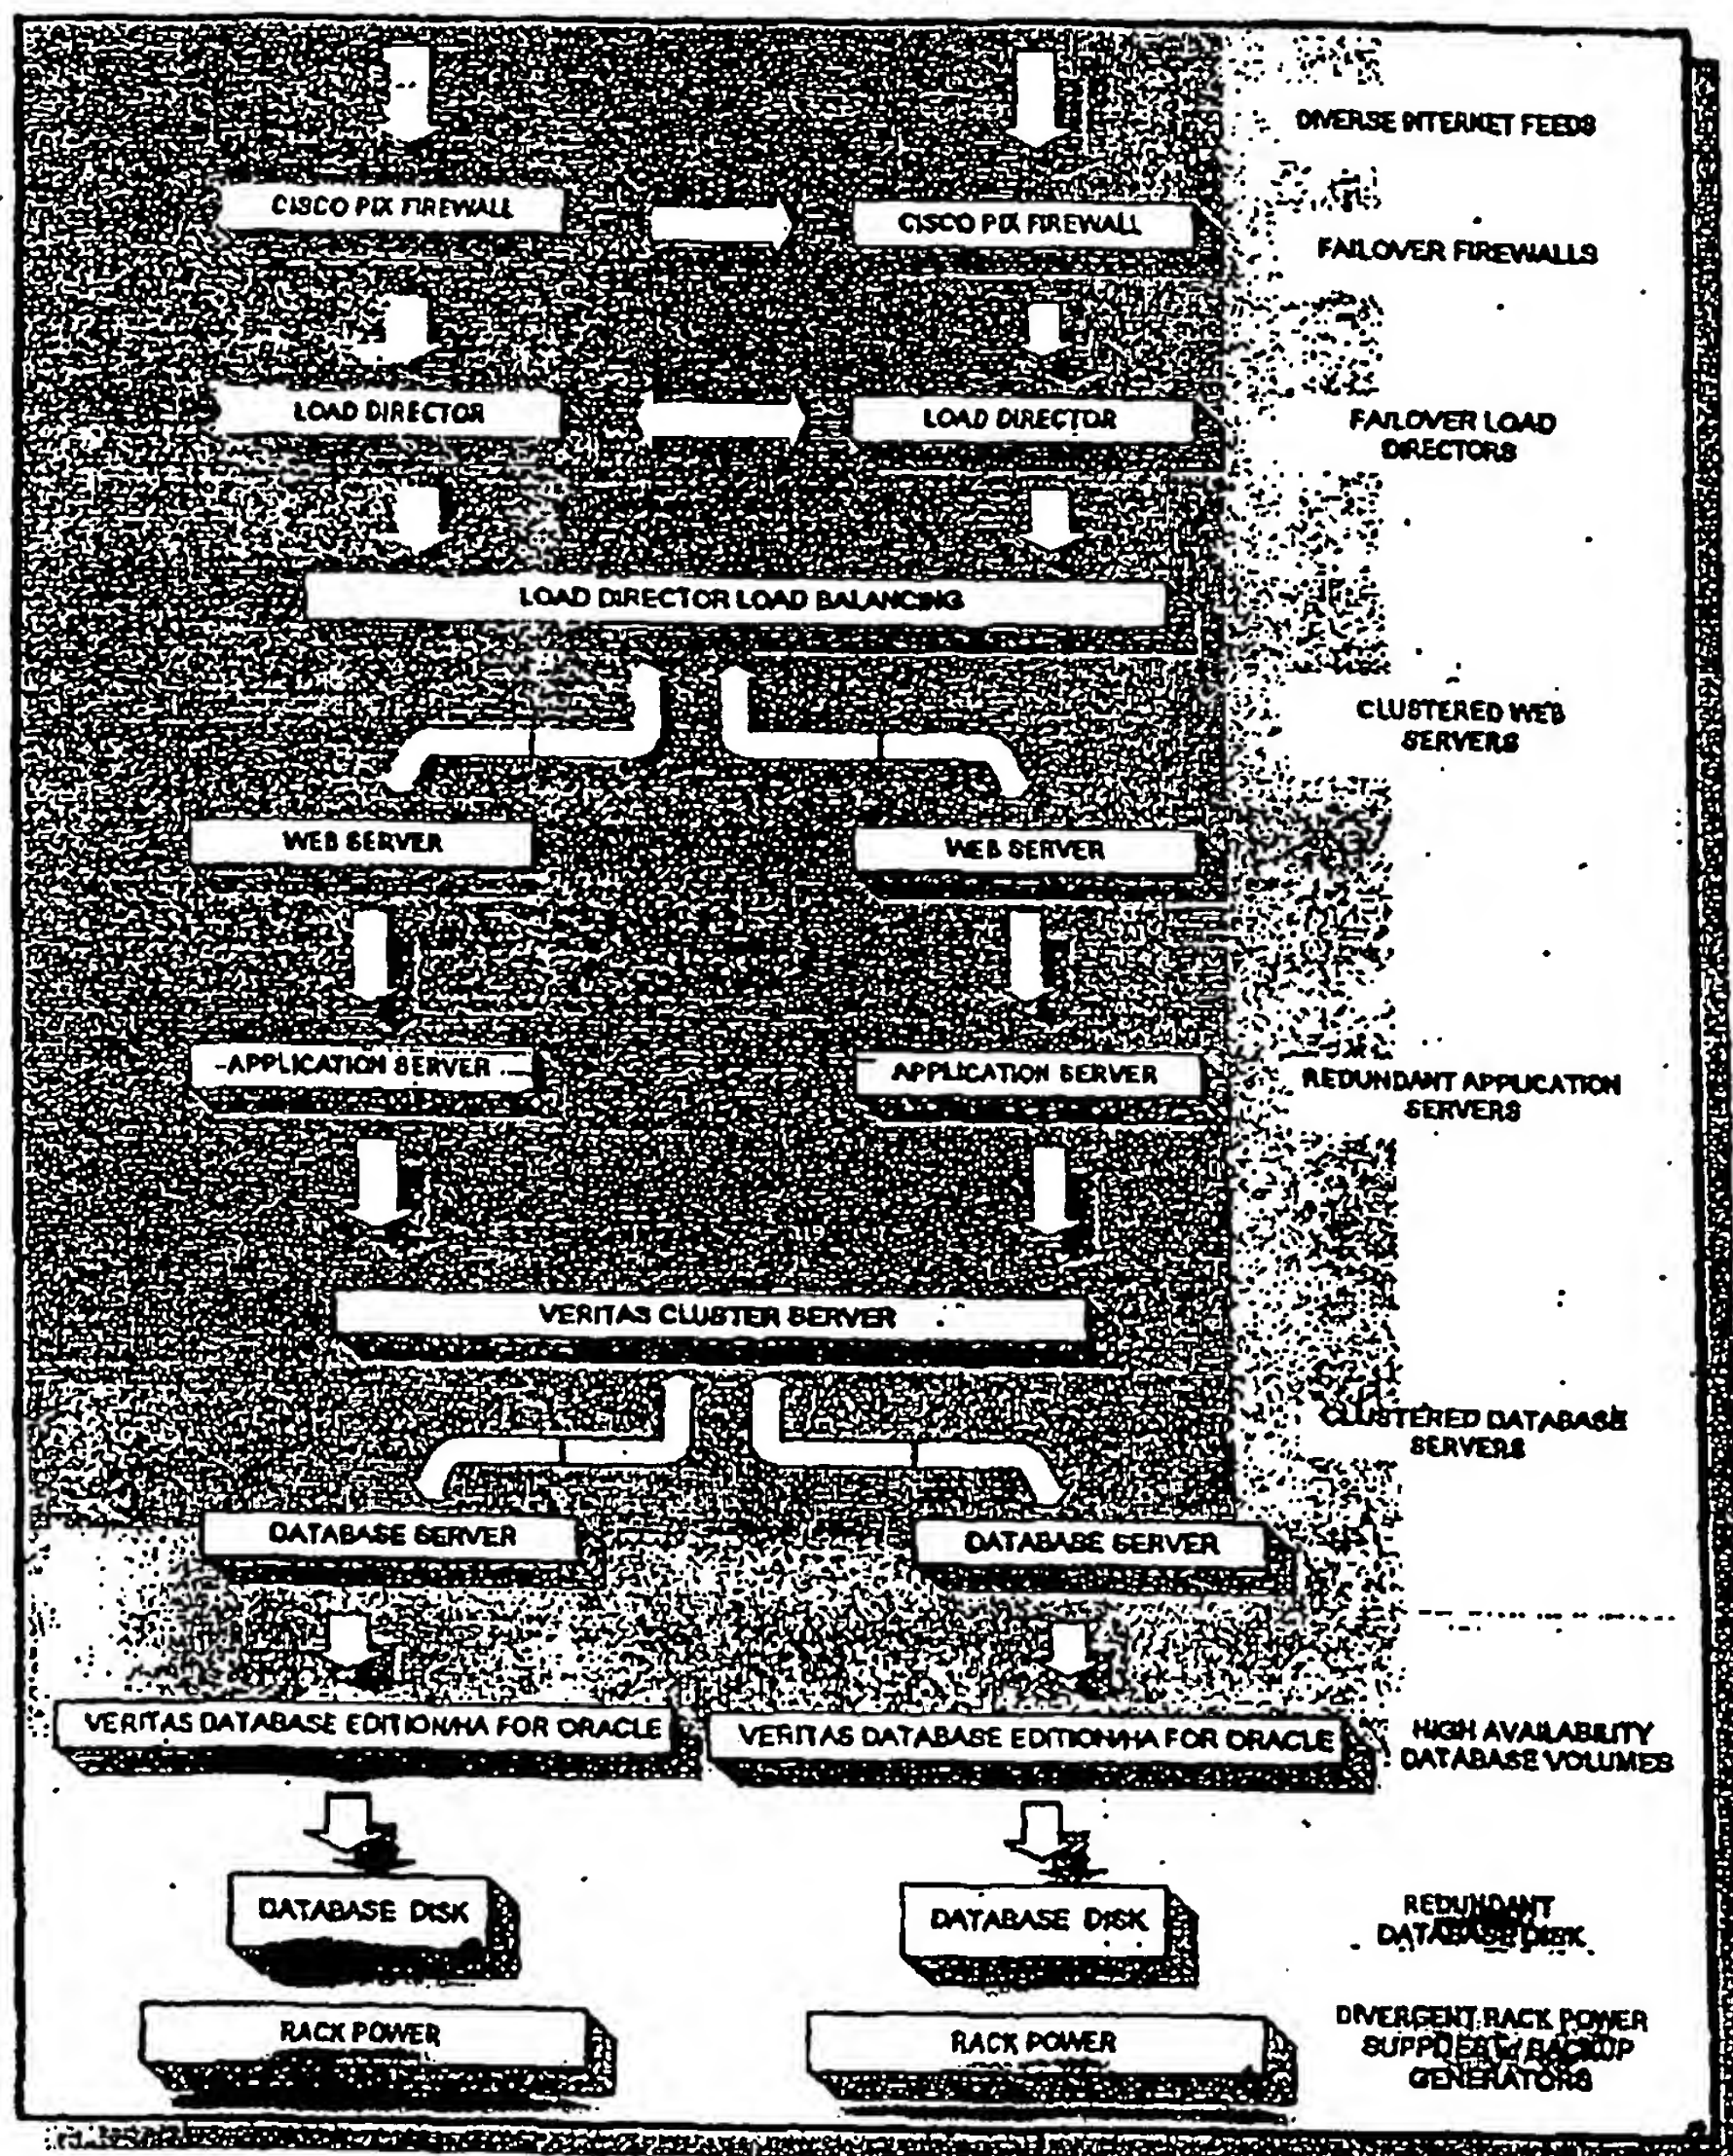 DIVERSE INTERNET FEEDS
CISCO PIX FIREWALL
CISCO PIX FIREWALL
FAILOVER FIREWALLS
LOAD DIRECTOR
LOAD DIRECTOR
FAILOVER LOAD
DIRECTORS
LOAD DIRECTOR LOAD BALANCING
CLUSTERED WEB
SERVERS
WEB SERVER
WEB SERVER
APPLICATION SERVER
APPLICATION SERVER
REDUNDANT APPLICATION
SERVERS
VERITAS CLUSTER SERVER
CLUSTERED DATABASE
SERVERS
DATABASE SERVER
DATABASE SERVER
VERITAS DATABASE EDITION/HA FOR ORACLE
VERITAS DATABASE EDITION/HA FOR ORACLE
HIGH AVAILABILITY
DATABASE VOLUMES
DATABASE DISK
DATABASE DISK
REDUNDANT
DATABASE DISK
RACK POWER
RACK POWER
DIVERGENT RACK POWER
BACKUP
GENERATORS